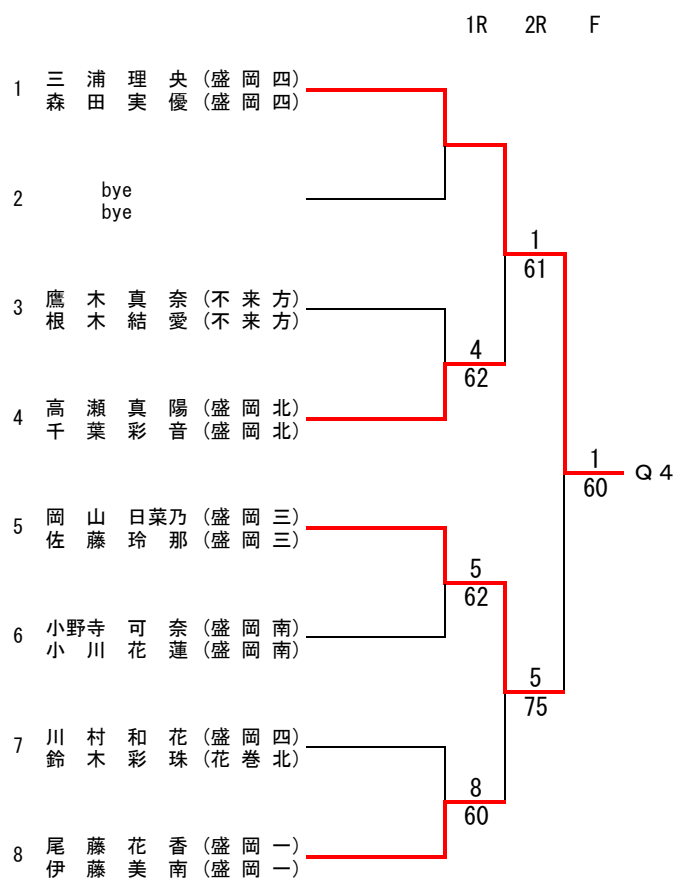 1R 2R F
1 三浦理央 (盛岡四)
森田実優 (盛岡四)
2 bye
bye
1
61
3 鷹木真奈 (不来方)
根木結愛 (不来方)
4
62
4 高瀬真陽 (盛岡北)
千葉彩音 (盛岡北)
1
60
Q4
5 岡山日菜乃 (盛岡三)
佐藤玲那 (盛岡三)
5
62
6 小野寺可奈 (盛岡南)
小川花蓮 (盛岡南)
5
75
7 川村和花 (盛岡四)
鈴木彩珠 (花巻北)
8
60
8 尾藤花香 (盛岡一)
伊藤美南 (盛岡一)